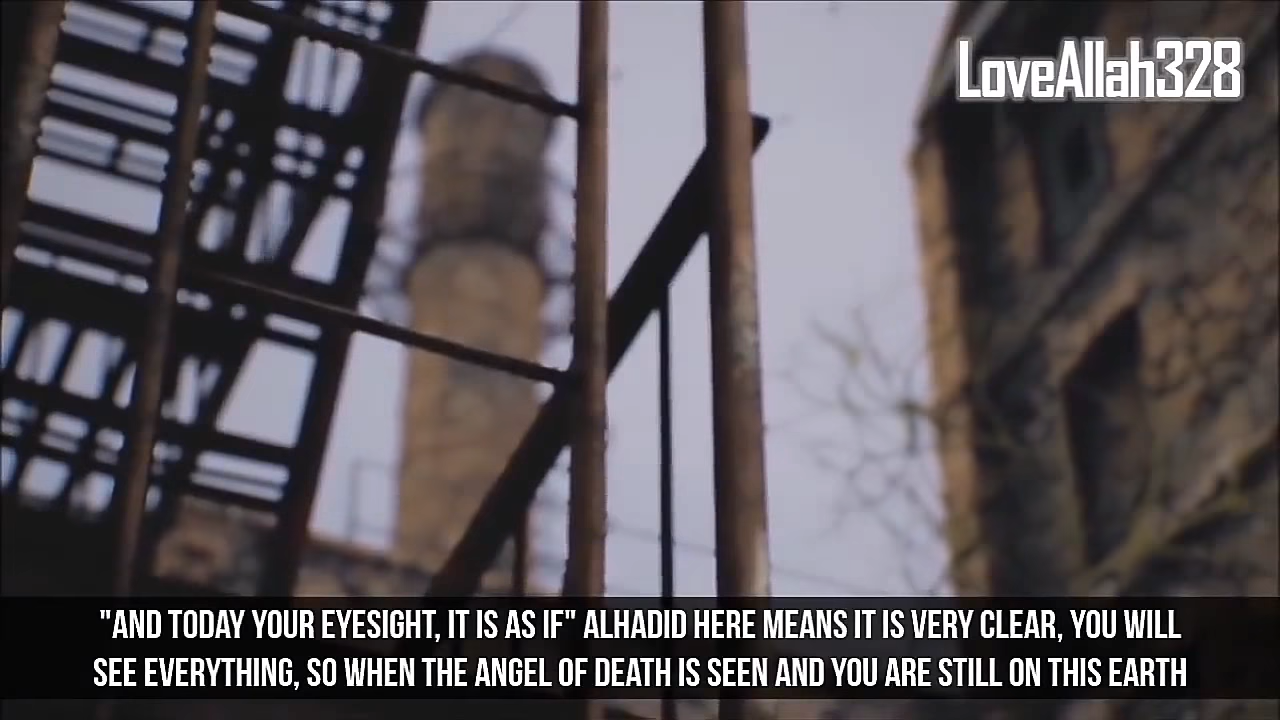 LoveAllah328
"AND TODAY YOUR EYESIGHT, IT IS AS IF" ALHADID HERE MEANS IT IS VERY CLEAR, YOU WILL
SEE EVERYTHING, SO WHEN THE ANGEL OF DEATH IS SEEN AND YOU ARE STILL ON THIS EARTH